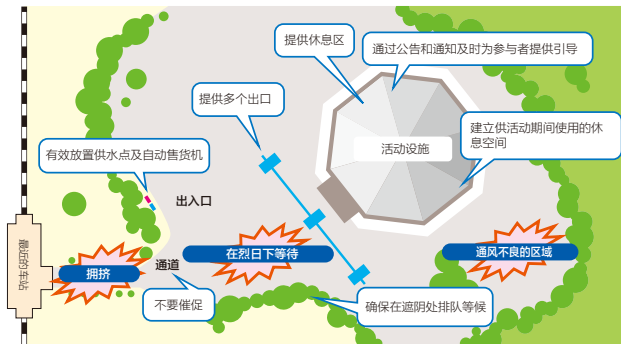 提供休息区
通过公告和通知及时为参与者提供引导
提供多个出口
建立供活动期间使用的休
息空间
活动设施
有效放置供水点及自动售货机
出入口
最近的车站
拥挤
通道
在烈日下等待
通风不良的区域
不要催促
确保在遮阴处排队等候